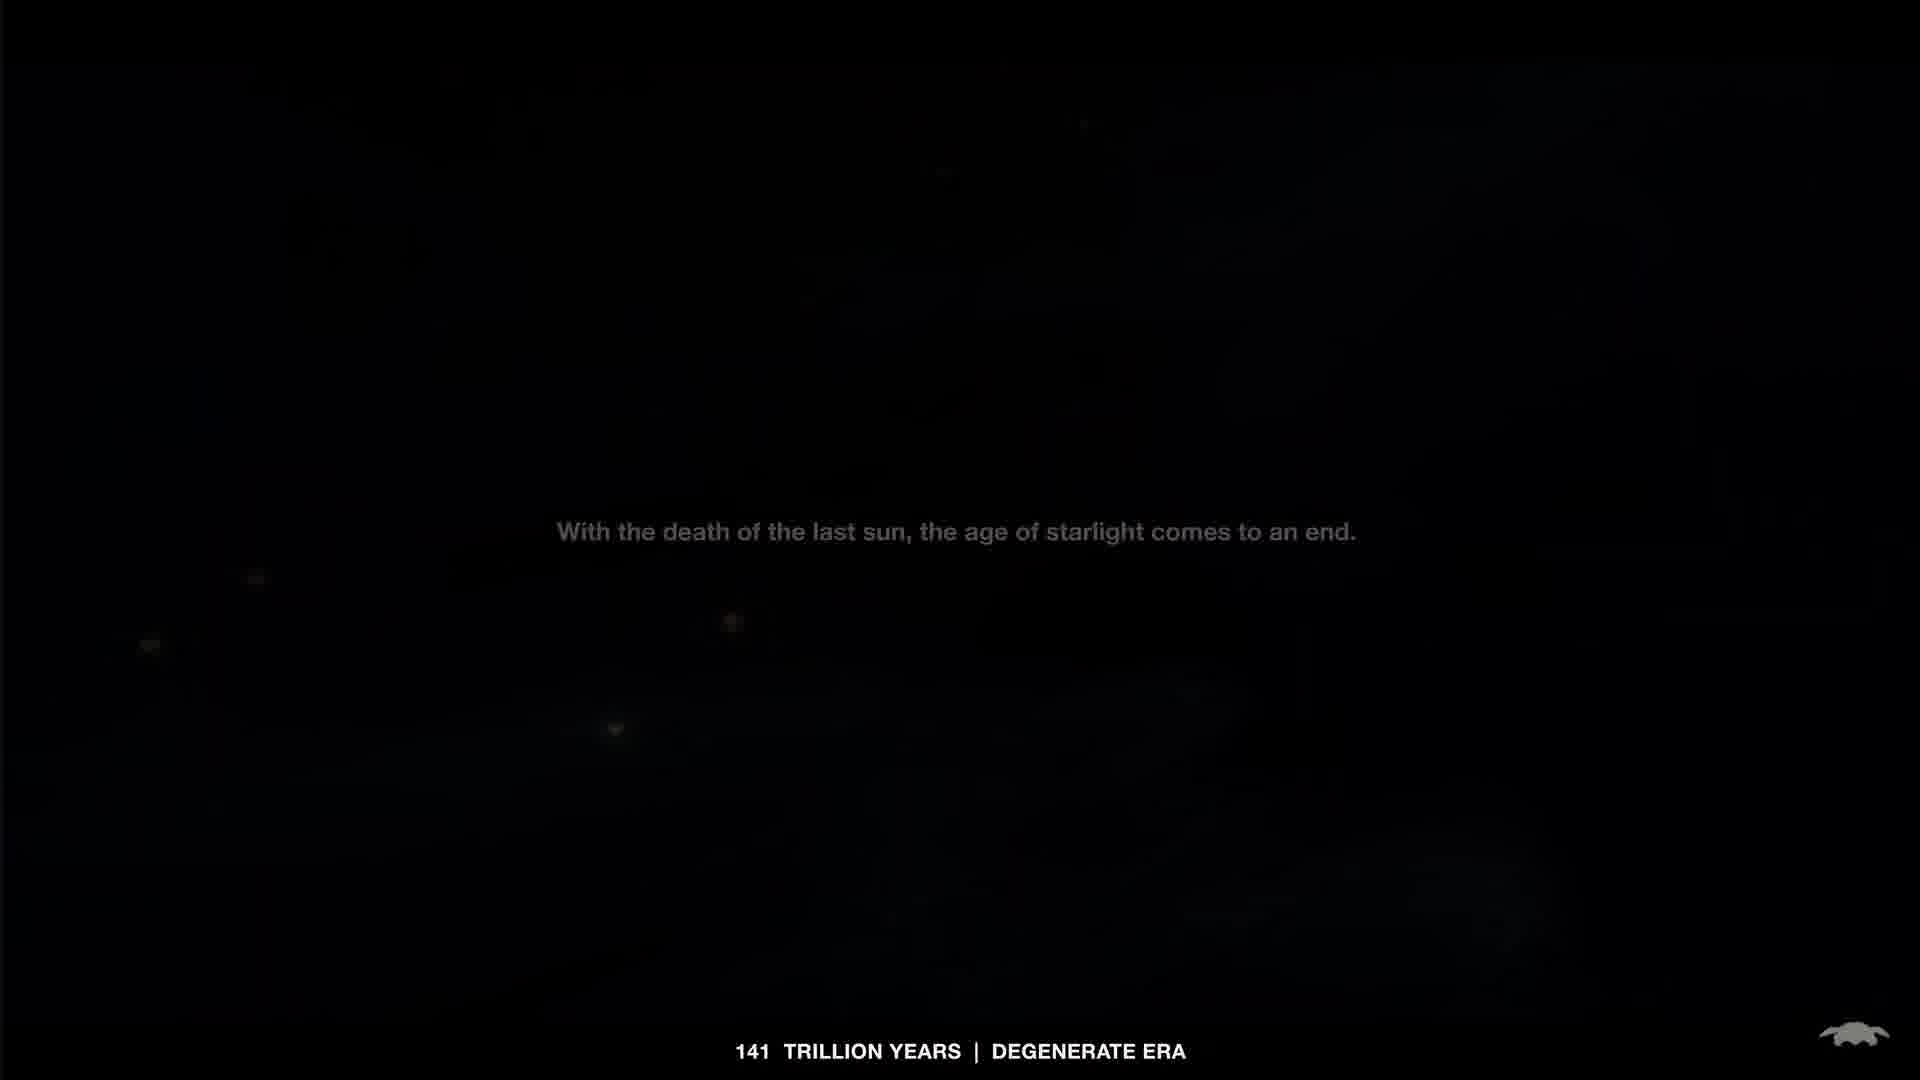 With the death of the last sun, the age of starlight comes to an end.
141 TRILLION YEARS | DEGENERATE ERA